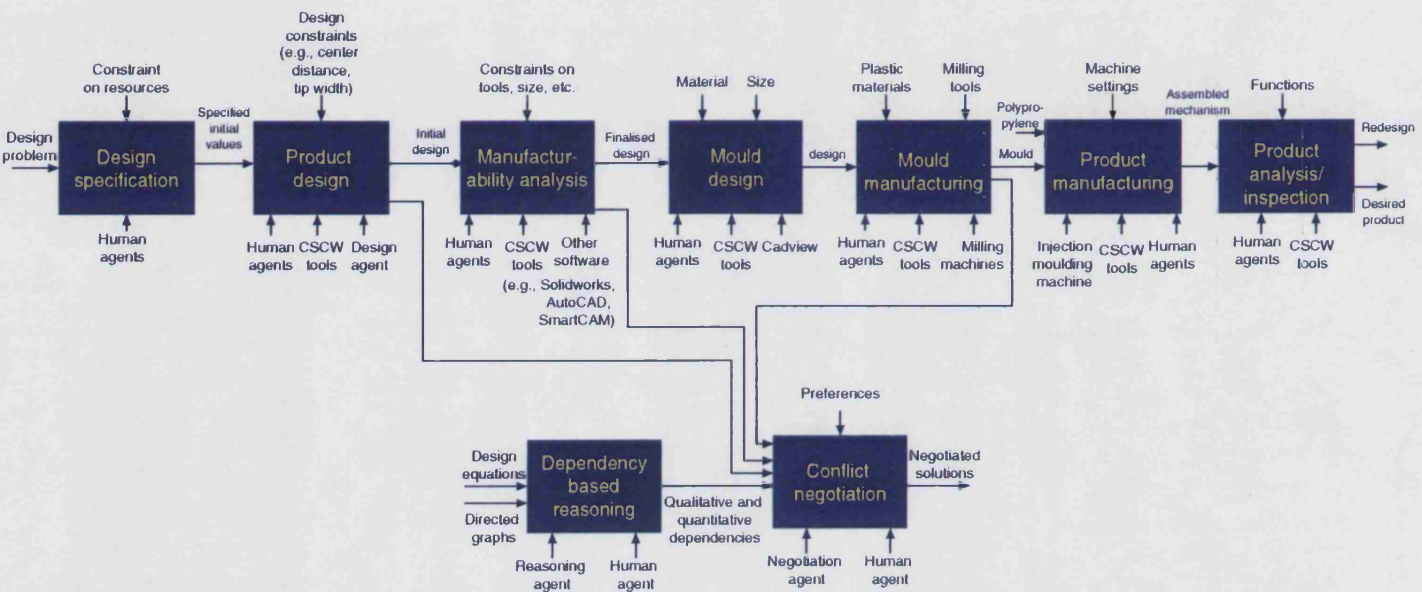 Design
constraints
(e.g., center
distance,
tip width)
Constraint
on resources
Constraints on
tools, size, etc.
Material
Size
Plastic
materials
Milling
tools
Machine
settings
Functions
Design
problem
Design
specification
Specified
initial
values
Product
design
Initial
design
Manufactur-
ability analysis
Finalised
design
Mould
design
design
Mould
manufacturing
Polypro-
pylene
Mould
Product
manufacturing
Assembled
mechanism
Product
analysis/
inspection
Redesign
Desired
product
Human
agents
Human
agents
CSCW
tools
Design
agent
Human
agents
CSCW
tools
Other
software
(e.g., Solidworks,
AutoCAD,
SmartCAM)
Human
agents
CSCW
tools
Cadview
Human
agents
CSCW
tools
Milling
machines
Injection
moulding
machine
CSCW
tools
Human
agents
Human
agents
CSCW
tools
Preferences
Design
equations
Directed
graphs
Dependency
based
reasoning
Qualitative and
quantitative
dependencies
Conflict
negotiation
Negotiated
solutions
Reasoning
agent
Human
agent
Negotiation
agent
Human
agent